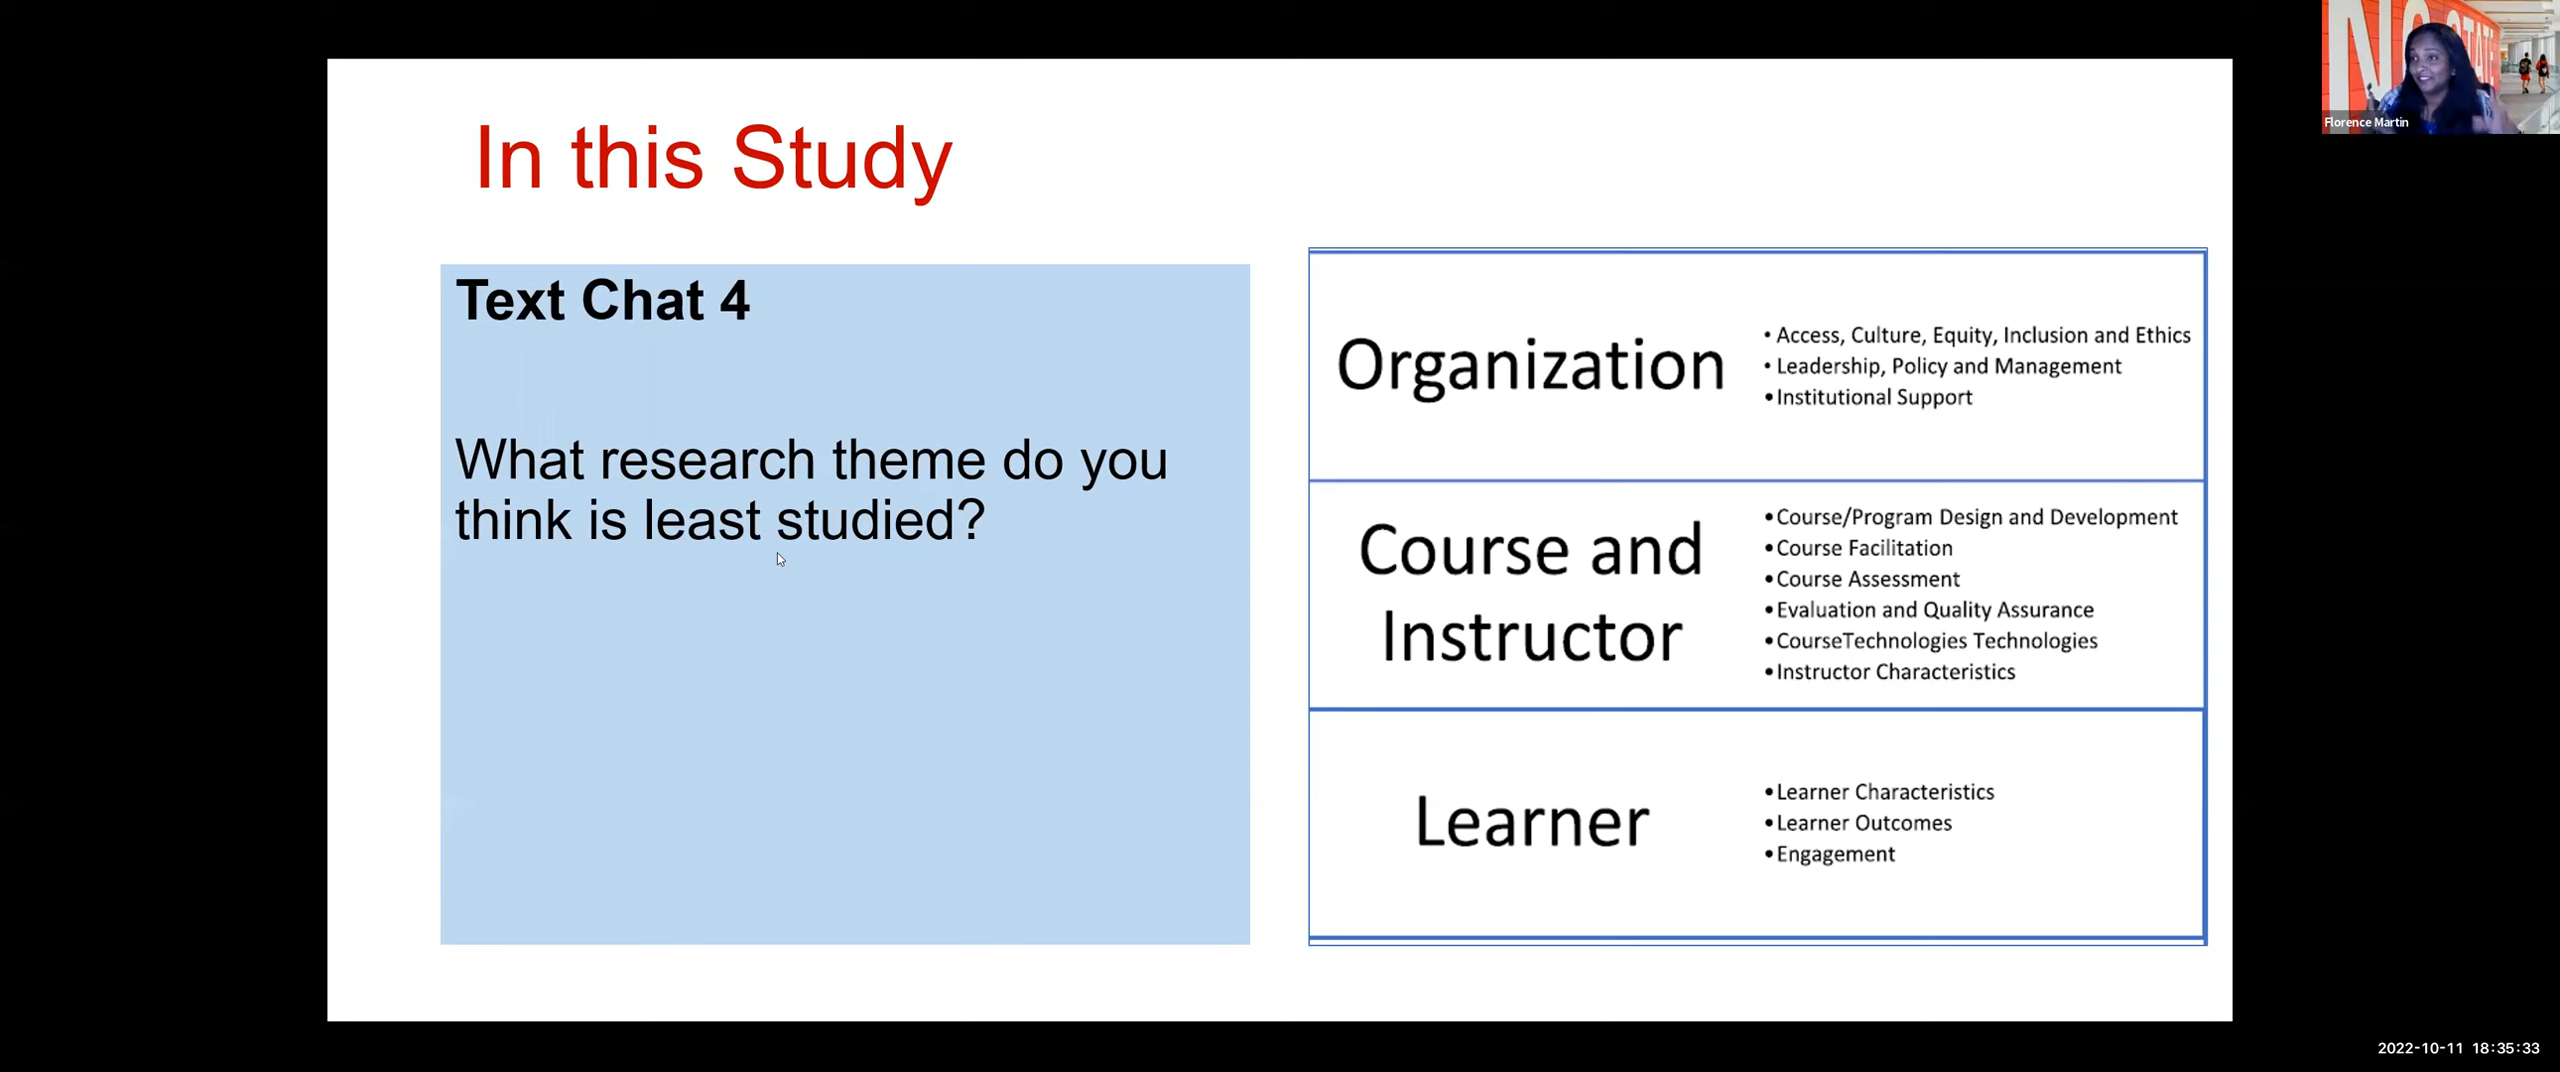 NC STATE
Florence Martin
In this Study
Text Chat 4
What research theme do you
think is least studied?
Organization
• Access, Culture, Equity, Inclusion and Ethics
• Leadership, Policy and Management
• Institutional Support
Course and
Instructor
• Course/Program Design and Development
• Course Facilitation
• Course Assessment
• Evaluation and Quality Assurance
• CourseTechnologies Technologies
• Instructor Characteristics
Learner
• Learner Characteristics
• Learner Outcomes
• Engagement
2022-10-11 18:35:33